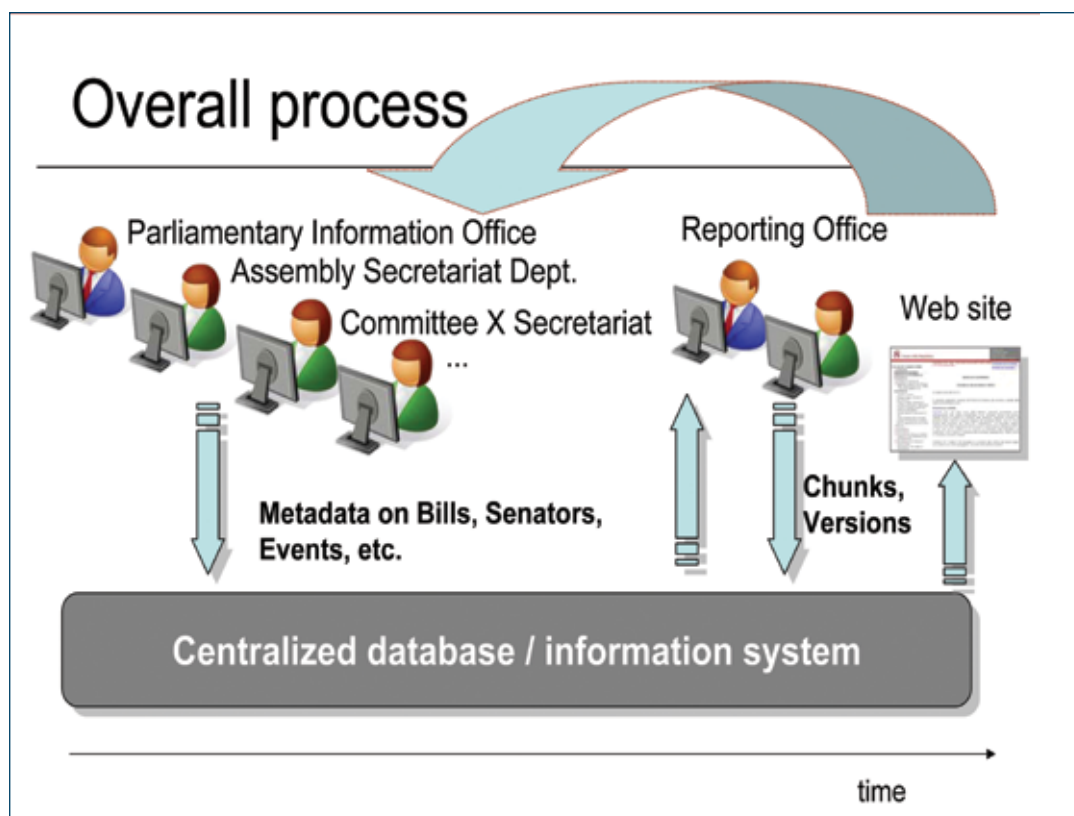 Overall process
Parliamentary Information Office
Assembly Secretariat Dept.
Committee X Secretariat
...
Reporting Office
Web site
Metadata on Bills, Senators,
Events, etc.
Chunks,
Versions
Centralized database / information system
time